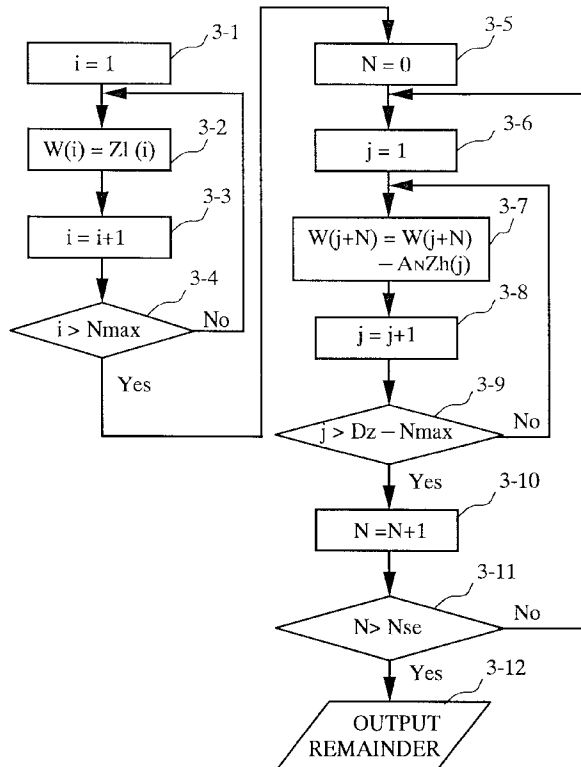 3-1
i = 1
3-2
W(i) = Zl (i)
3-3
i = i+1
3-4
i > Nmax
No
Yes
3-5
N = 0
3-6
j = 1
3-7
W(j+N) = W(j+N)
– ANZh(j)
3-8
j = j+1
3-9
j > Dz – Nmax
No
Yes
3-10
N =N+1
3-11
N> Nse
No
Yes
3-12
OUTPUT
REMAINDER